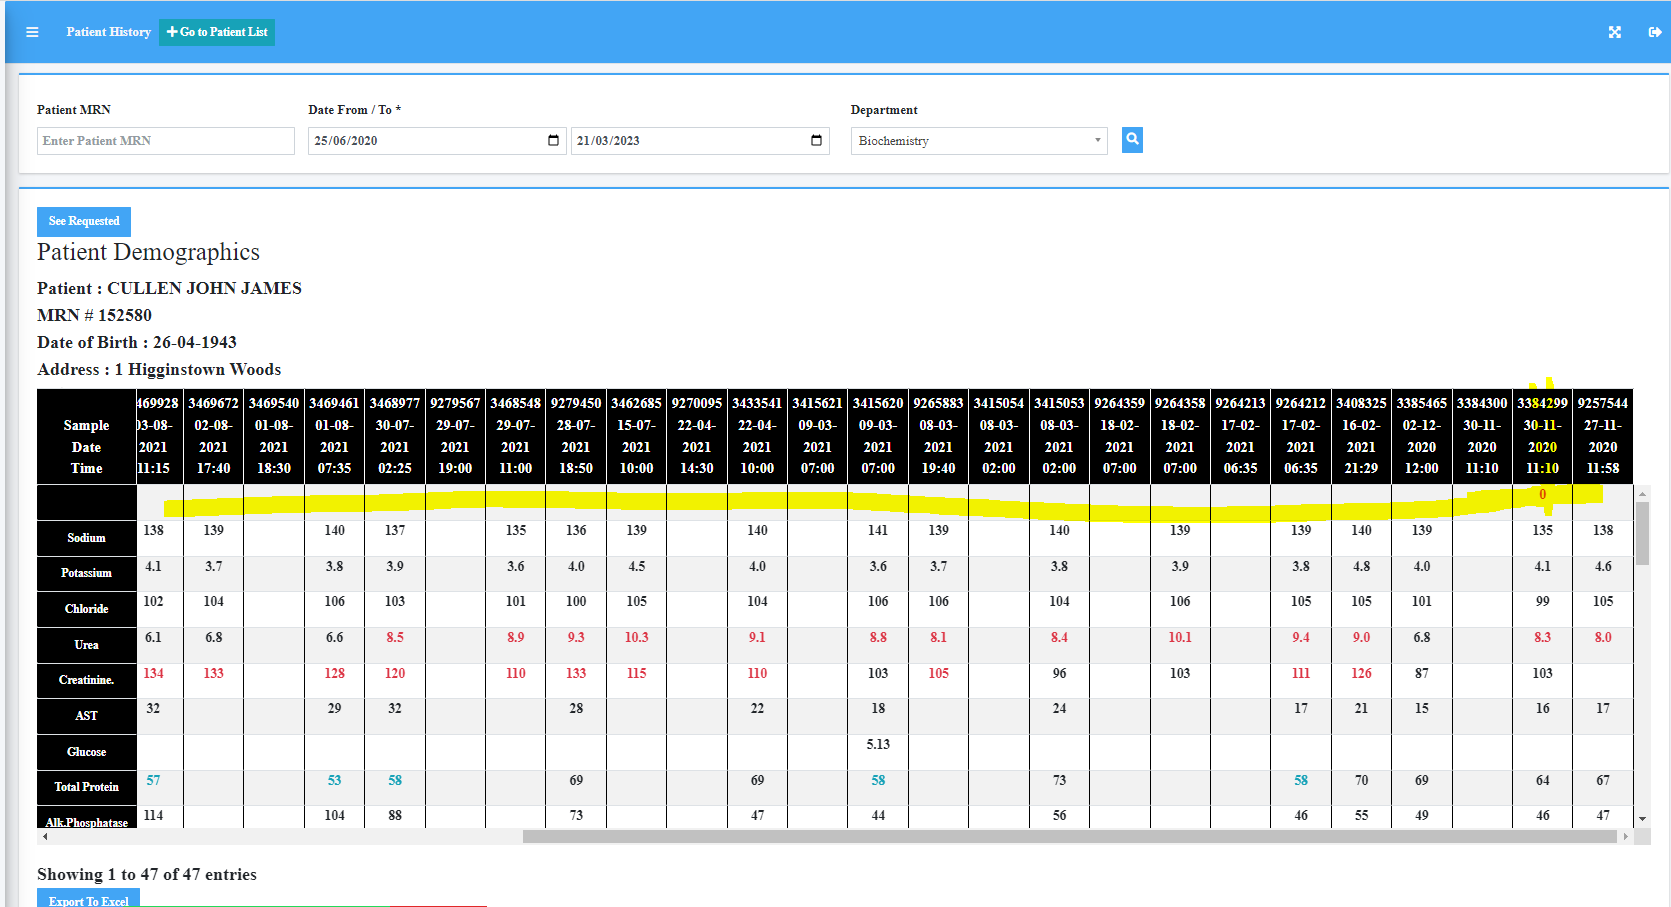 Patient History Go to Patient List
Patient MRN Date From / To * Department
Enter Patient MRN 25/06/2020 21/03/2023 Biochemistry
See Requested
Patient Demographics
Patient : CULLEN JOHN JAMES
MRN # 152580
Date of Birth : 26-04-1943
Address : 1 Higginstown Woods
469928 3469672 3469540 3469461 3468977 9279567 3468548 9279450 3462685 9270095 3433541 3415621 3415620 9265883 3415054 3415053 9264359 9264358 9264213 9264212 3408325 3385465 3384300 3384299 9257544
Sample 03-08- 02-08- 01-08- 01-08- 30-07- 29-07- 29-07- 28-07- 15-07- 22-04- 22-04- 09-03- 09-03- 08-03- 08-03- 08-03- 18-02- 18-02- 17-02- 17-02- 16-02- 02-12- 30-11- 30-11- 27-11-
Date 2021 2021 2021 2021 2021 2021 2021 2021 2021 2021 2021 2021 2021 2021 2021 2021 2021 2021 2021 2021 2021 2020 2020 2020 2020
Time 11:15 17:40 18:30 07:35 02:25 19:00 11:00 18:50 10:00 14:30 10:00 07:00 07:00 19:40 02:00 02:00 07:00 07:00 06:35 06:35 21:29 12:00 11:10 11:10 11:58
0
Sodium 138 139 140 137 135 136 139 140 141 139 140 139 139 140 139 135 138
Potassium 4.1 3.7 3.8 3.9 3.6 4.0 4.5 4.0 3.6 3.7 3.8 3.9 3.8 4.8 4.0 4.1 4.6
Chloride 102 104 106 103 101 100 105 104 106 106 104 106 105 105 101 99 105
Urea 6.1 6.8 6.6 8.5 8.9 9.3 10.3 9.1 8.8 8.1 8.4 10.1 9.4 9.0 6.8 8.3 8.0
Creatinine. 134 133 128 120 110 133 115 110 103 105 96 103 111 126 87 103
AST 32 29 32 28 22 18 24 17 21 15 16 17
Glucose 5.13
Total Protein 57 53 58 69 69 58 73 58 70 69 64 67
Alk.Phosphatase 114 104 88 73 47 44 56 46 55 49 46 47
Showing 1 to 47 of 47 entries
Export To Excel